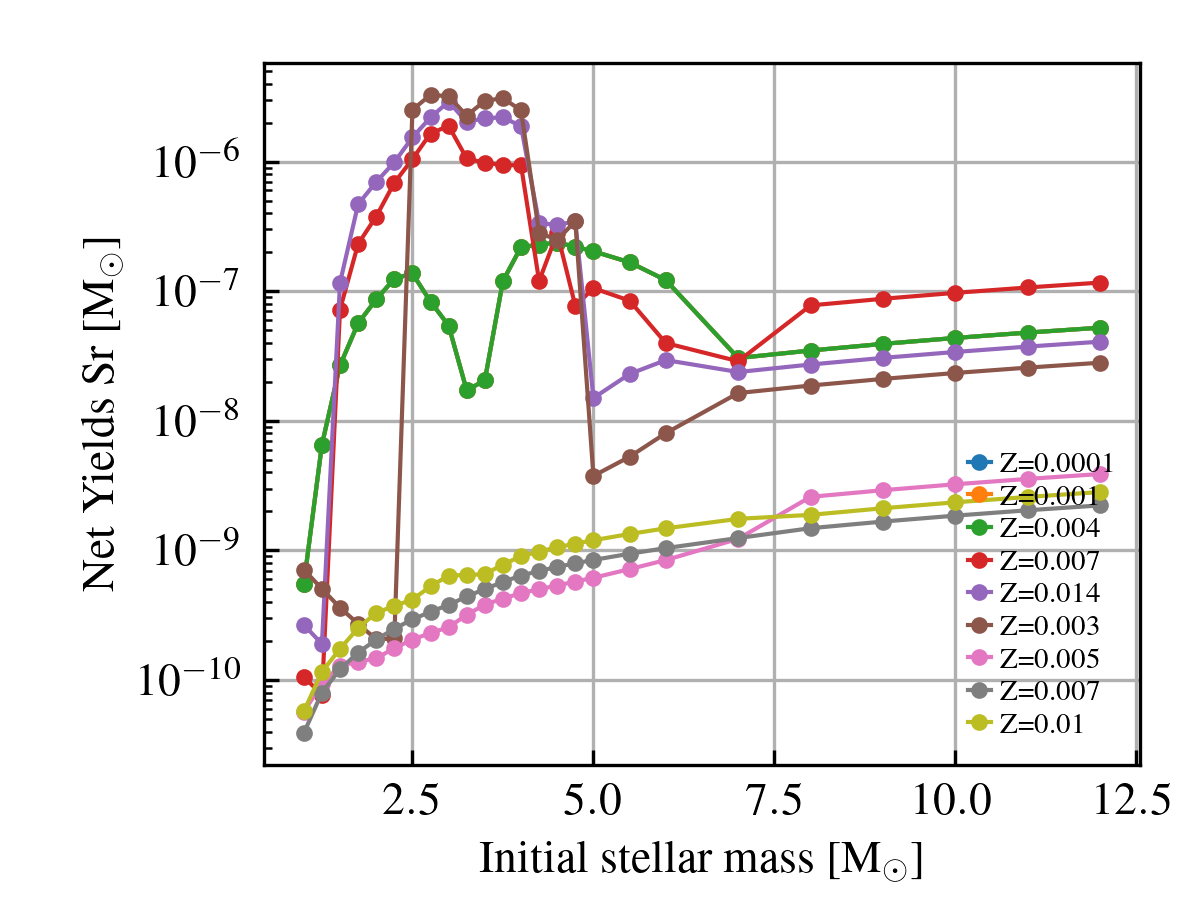 10⁻⁶
10⁻⁷
10⁻⁸
10⁻⁹
10⁻¹⁰
Net Yields Sr [M⊙]
Z=0.0001
Z=0.001
Z=0.004
Z=0.007
Z=0.014
Z=0.003
Z=0.005
Z=0.007
Z=0.01
2.5 5.0 7.5 10.0 12.5
Initial stellar mass [M⊙]